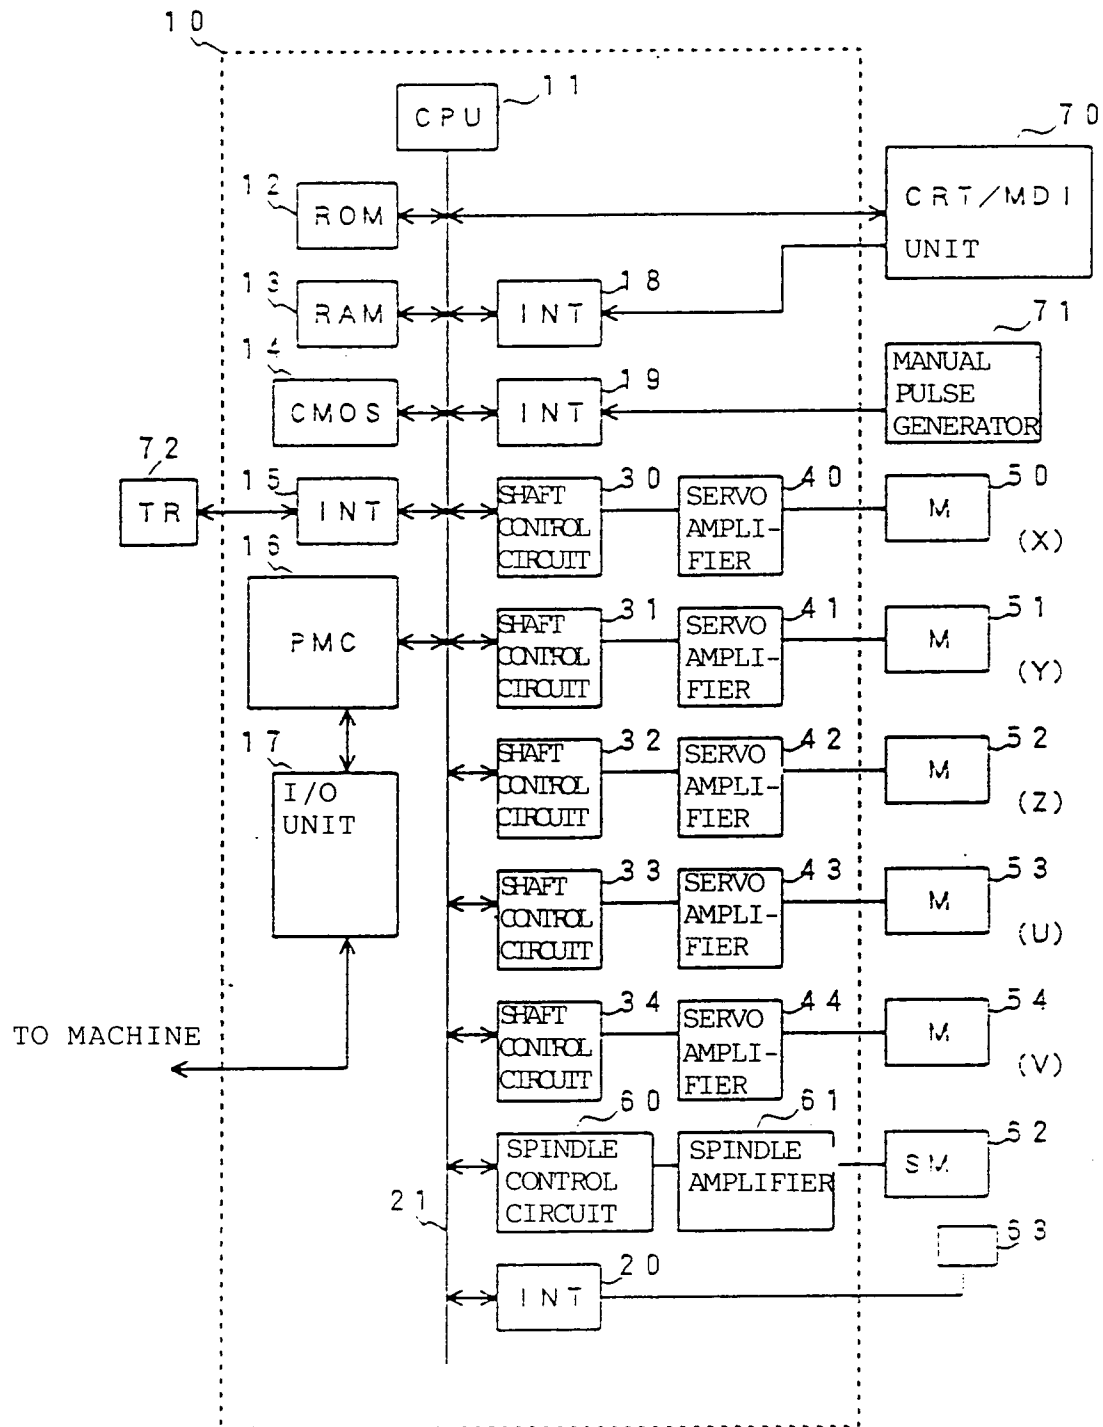 10
11
CPU
70
CRT/MDI
UNIT
12
ROM
13
RAM
18
INT
71
MANUAL
PULSE
GENERATOR
14
CMOS
19
INT
72
TR
15
INT
30
SHAFT
CONTROL
CIRCUIT
40
SERVO
AMPLI-
FIER
50
M
(X)
16
PMC
31
SHAFT
CONTROL
CIRCUIT
41
SERVO
AMPLI-
FIER
51
M
(Y)
17
I/O
UNIT
32
SHAFT
CONTROL
CIRCUIT
42
SERVO
AMPLI-
FIER
52
M
(Z)
33
SHAFT
CONTROL
CIRCUIT
43
SERVO
AMPLI-
FIER
53
M
(U)
TO MACHINE
34
SHAFT
CONTROL
CIRCUIT
44
SERVO
AMPLI-
FIER
54
M
(V)
60
SPINDLE
CONTROL
CIRCUIT
61
SPINDLE
AMPLIFIER
62
SM
21
20
INT
63